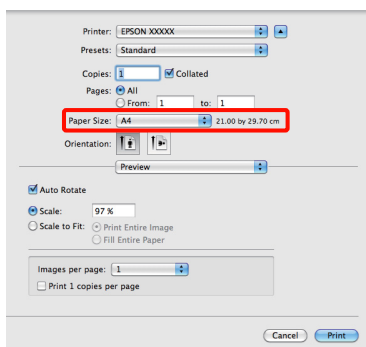 Printer: EPSON XXXXX
Presets: Standard
Copies: 1 Collated
Pages: All
From: 1 to: 1
Paper Size: A4 21.00 by 29.70 cm
Orientation:
Preview
Auto Rotate
Scale: 97 %
Scale to Fit: Print Entire Image
Fill Entire Paper
Images per page: 1
Print 1 copies per page
Cancel Print